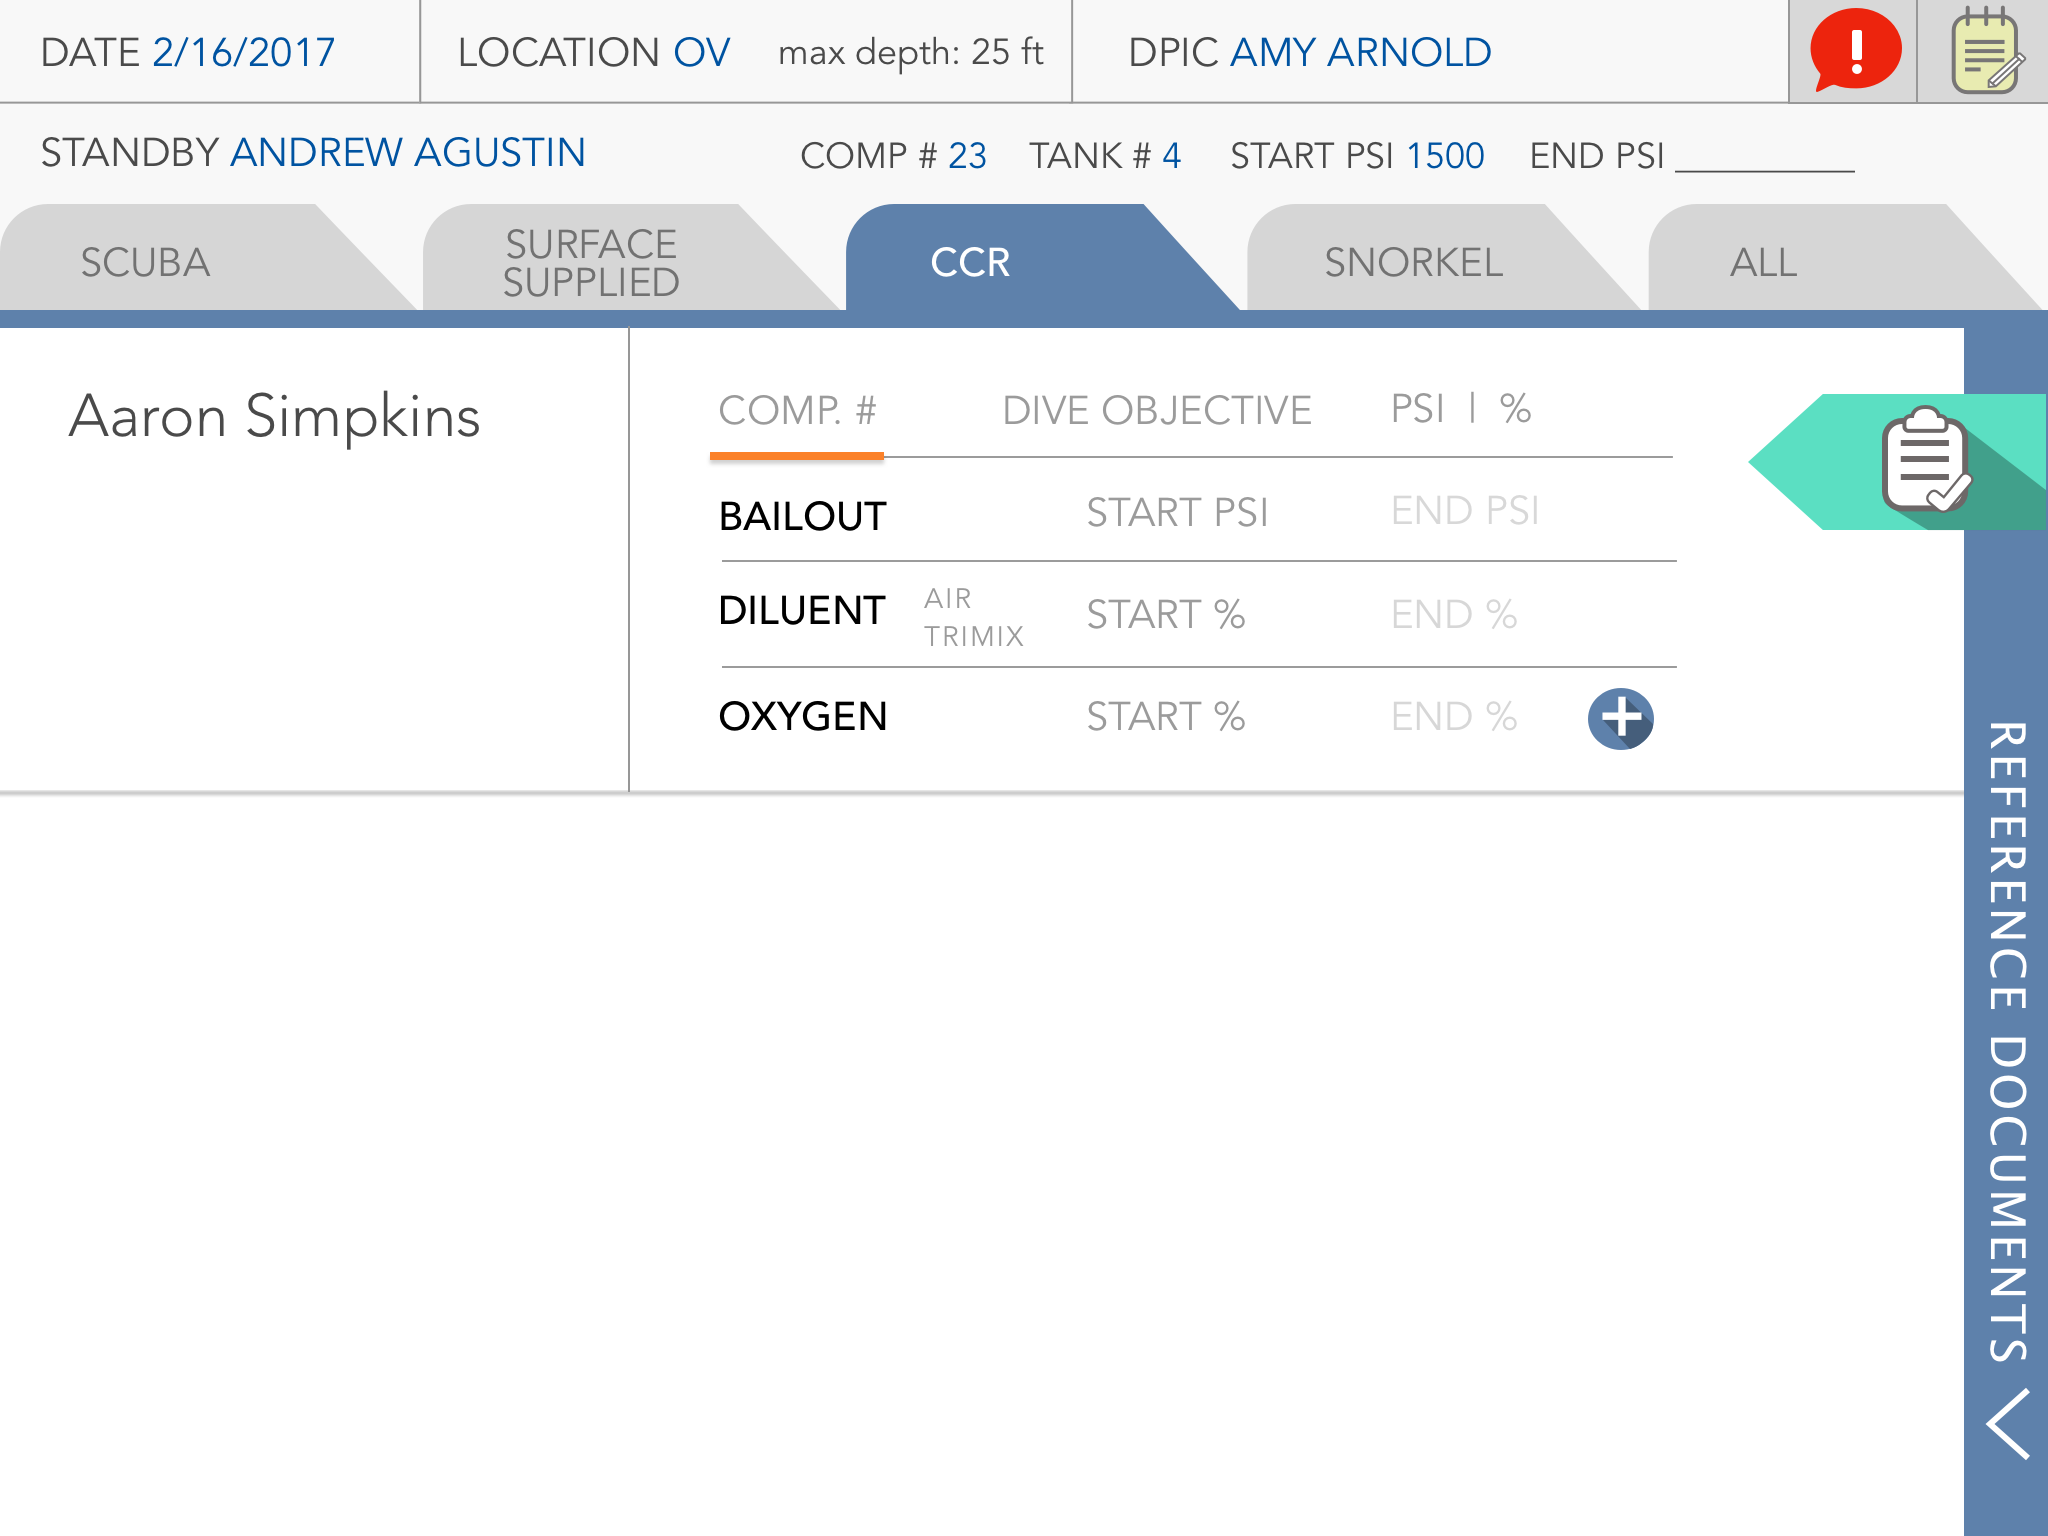 DATE 2/16/2017
LOCATION OV max depth: 25 ft
DPIC AMY ARNOLD
STANDBY ANDREW AGUSTIN
COMP # 23 TANK # 4 START PSI 1500 END PSI
SCUBA
SURFACE
SUPPLIED
CCR
SNORKEL
ALL
Aaron Simpkins
COMP. # DIVE OBJECTIVE PSI | %
BAILOUT START PSI END PSI
DILUENT AIR
TRIMIX START % END %
OXYGEN START % END %
REFERENCE DOCUMENTS